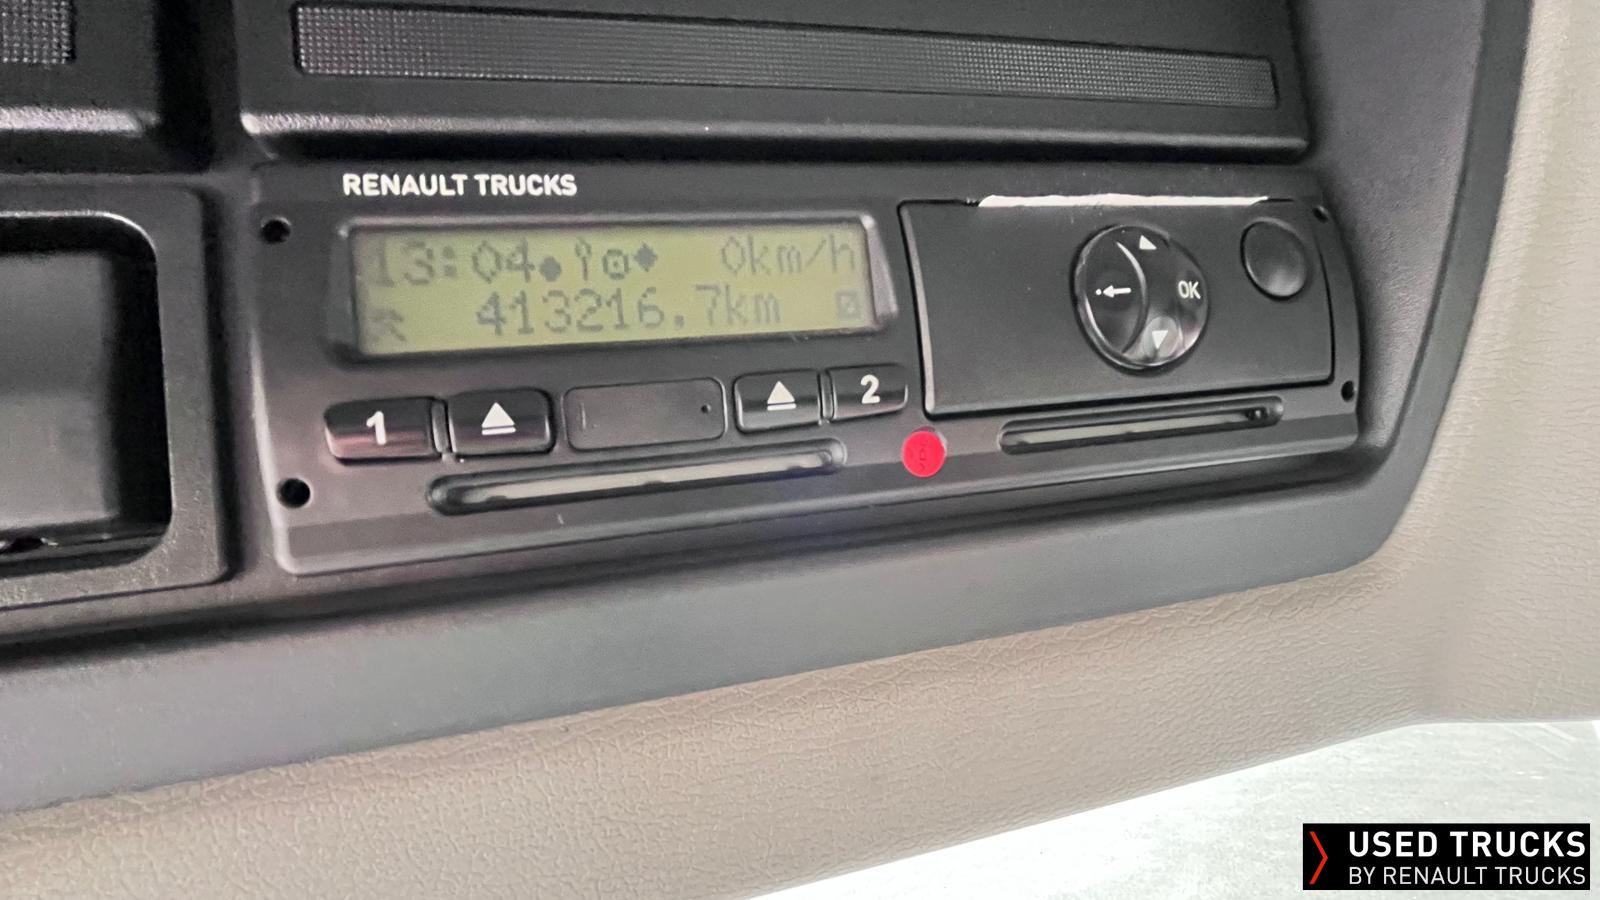 RENAULT TRUCKS
13:04 0km/h
413216.7km
1
2
OK
USED TRUCKS
BY RENAULT TRUCKS